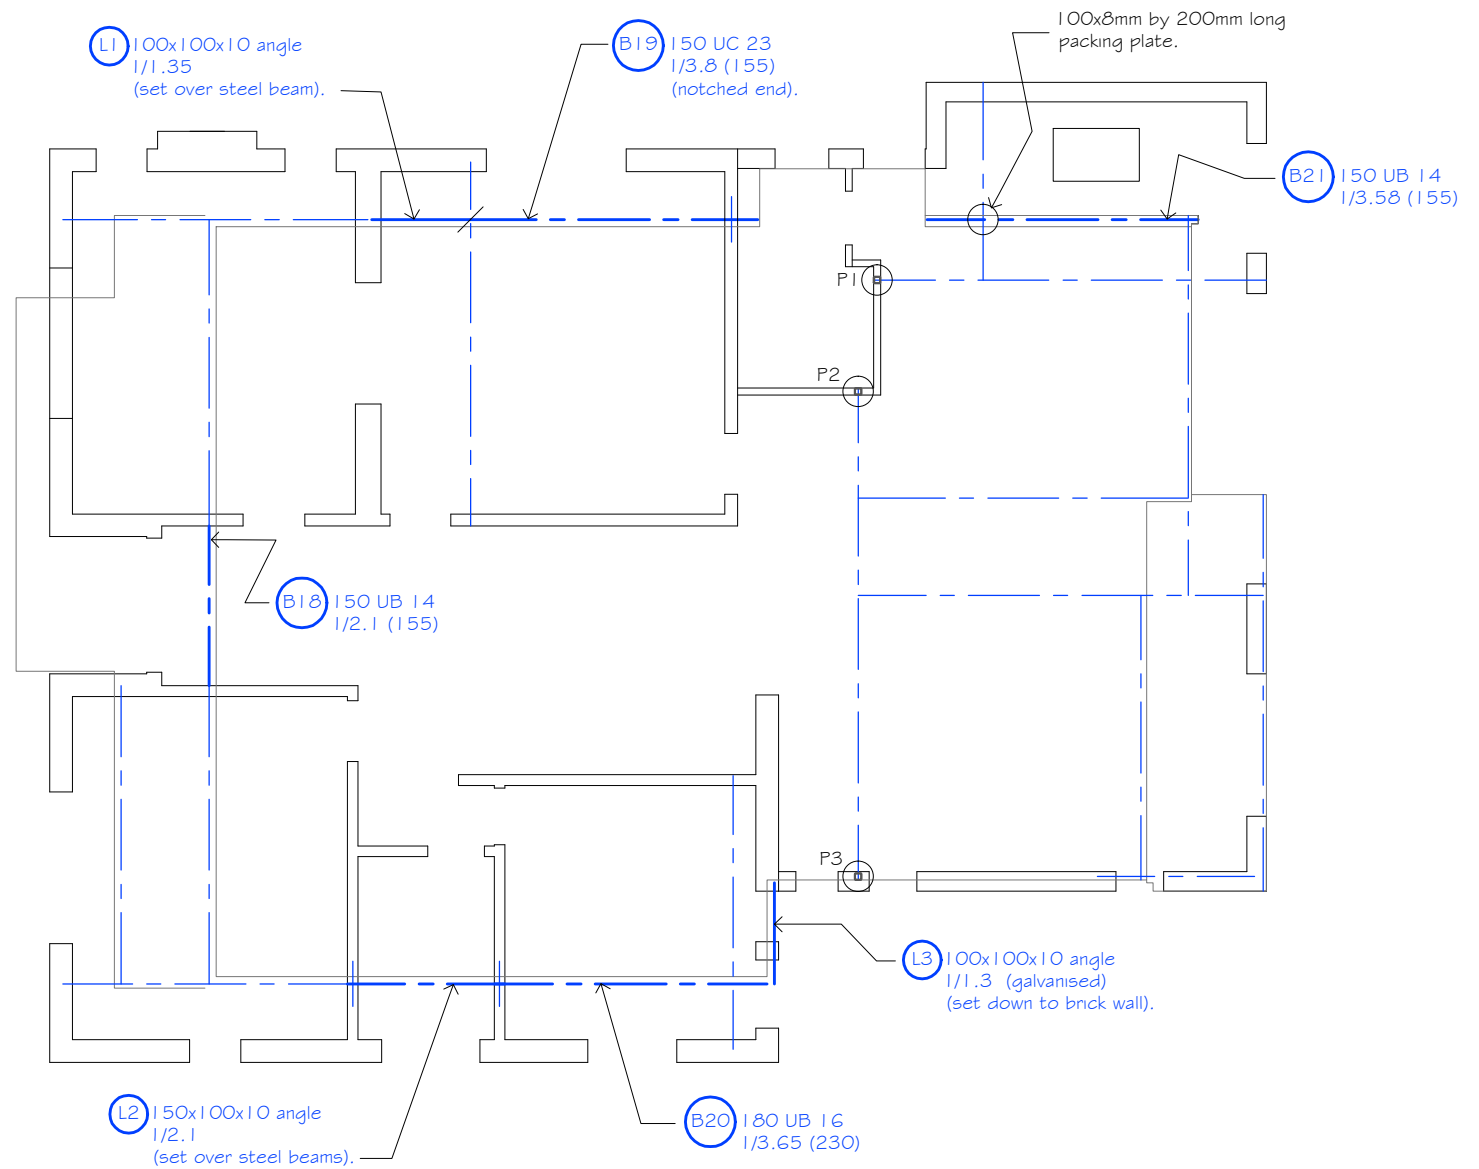 100x8mm by 200mm long
packing plate.
L1 100x100x10 angle
1/1.35
(set over steel beam).
B19 150 UC 23
1/3.8 (155)
(notched end).
B21 150 UB 14
1/3.58 (155)
P1
P2
B18 150 UB 14
1/2.1 (155)
P3
L3 100x100x10 angle
1/1.3 (galvanised)
(set down to brick wall).
L2 150x100x10 angle
1/2.1
(set over steel beams).
B20 180 UB 16
1/3.65 (230)